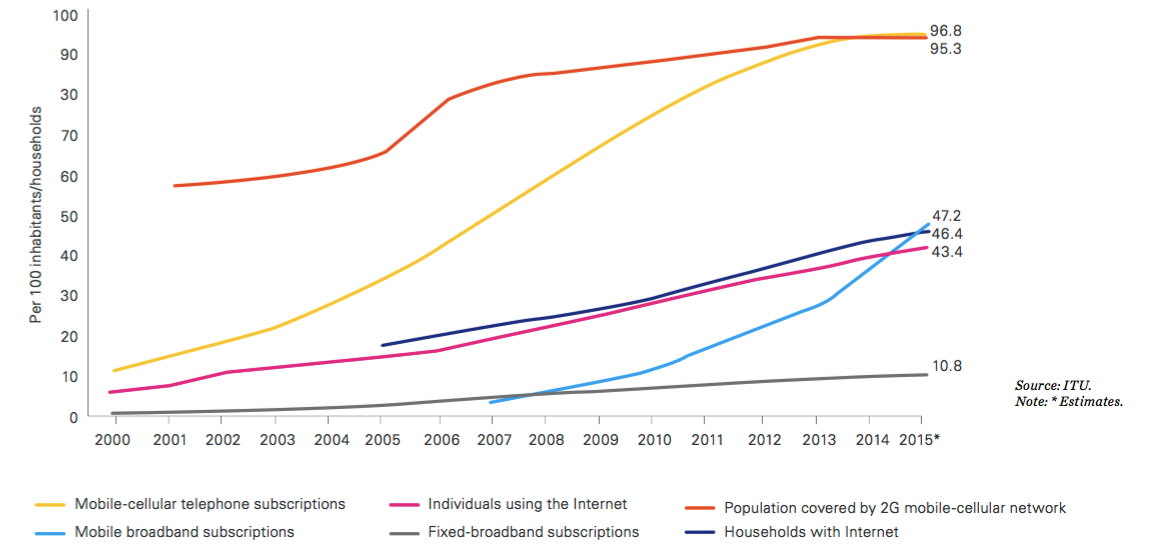 Per 100 inhabitants/households
100
90
30
70
60
50
40
30
20
10
0
96.8
95.3
47.2
46.4
43.4
10.8
2000 2001 2002 2003 2004 2005 2006 2007 2008 2009 2010 2011 2012 2013 2014 2015*
Source: ITU.
Note: * Estimates.
Mobile-cellular telephone subscriptions
Individuals using the Internet
Population covered by 2G mobile-cellular network
Mobile broadband subscriptions
Fixed-broadband subscriptions
Households with Internet